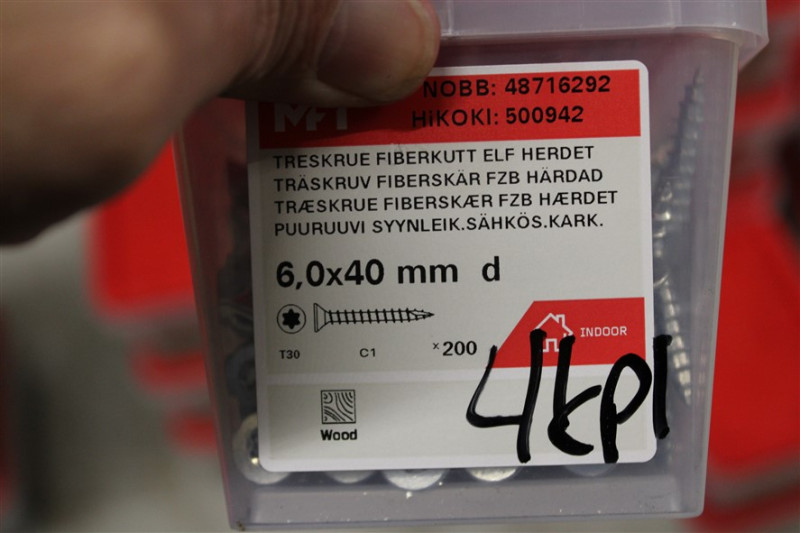 NOBB: 48716292
MFT HiKOKI: 500942
TRESKRUE FIBERKUTT ELF HERDET
TRÄSKRUV FIBERSKÄR FZB HÄRDAD
TRÆSKRUE FIBERSKÆR FZB HÆRDET
PUURUUVI SYYNLEIK.SÄHKÖS.KARK.
6,0x40 mm d
T30 C1 x200
INDOOR
4kpl
Wood